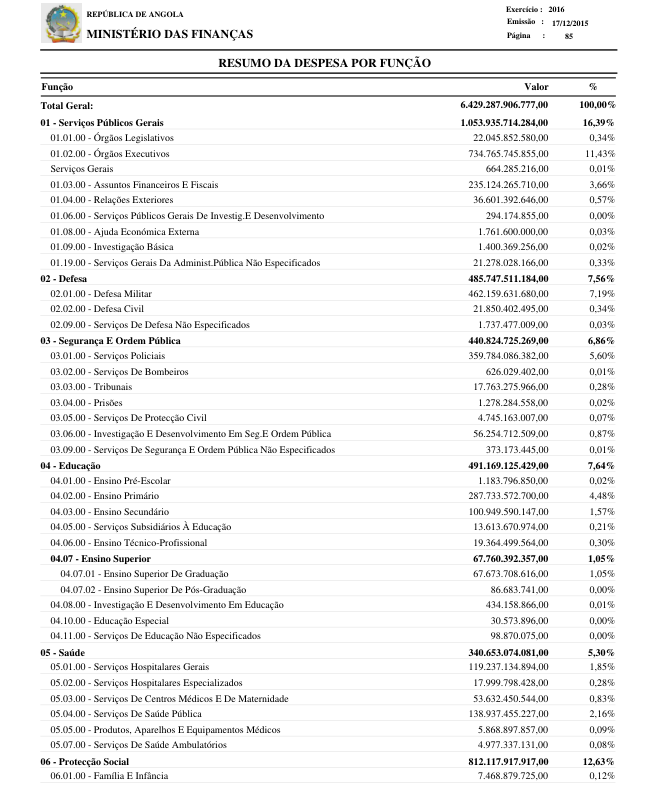 REPÚBLICA DE ANGOLA
MINISTÉRIO DAS FINANÇAS
Exercício : 2016
Emissão : 17/12/2015
Página : 85
RESUMO DA DESPESA POR FUNÇÃO
Função Valor %
Total Geral: 6.429.287.906.777,00 100,00%
01 - Serviços Públicos Gerais 1.053.935.714.284,00 16,39%
01.01.00 - Órgãos Legislativos 22.045.852.580,00 0,34%
01.02.00 - Órgãos Executivos 734.765.745.855,00 11,43%
Serviços Gerais 664.285.216,00 0,01%
01.03.00 - Assuntos Financeiros E Fiscais 235.124.265.710,00 3,66%
01.04.00 - Relações Exteriores 36.601.392.646,00 0,57%
01.06.00 - Serviços Públicos Gerais De Investig.E Desenvolvimento 294.174.855,00 0,00%
01.08.00 - Ajuda Económica Externa 1.761.600.000,00 0,03%
01.09.00 - Investigação Básica 1.400.369.256,00 0,02%
01.19.00 - Serviços Gerais Da Administ.Pública Não Especificados 21.278.028.166,00 0,33%
02 - Defesa 485.747.511.184,00 7,56%
02.01.00 - Defesa Militar 462.159.631.680,00 7,19%
02.02.00 - Defesa Civil 21.850.402.495,00 0,34%
02.09.00 - Serviços De Defesa Não Especificados 1.737.477.009,00 0,03%
03 - Segurança E Ordem Pública 440.824.725.269,00 6,86%
03.01.00 - Serviços Policiais 359.784.086.382,00 5,60%
03.02.00 - Serviços De Bombeiros 626.029.402,00 0,01%
03.03.00 - Tribunais 17.763.275.966,00 0,28%
03.04.00 - Prisões 1.278.284.558,00 0,02%
03.05.00 - Serviços De Protecção Civil 4.745.163.007,00 0,07%
03.06.00 - Investigação E Desenvolvimento Em Seg.E Ordem Pública 56.254.712.509,00 0,87%
03.09.00 - Serviços De Segurança E Ordem Pública Não Especificados 373.173.445,00 0,01%
04 - Educação 491.169.125.429,00 7,64%
04.01.00 - Ensino Pré-Escolar 1.183.796.850,00 0,02%
04.02.00 - Ensino Primário 287.733.572.700,00 4,48%
04.03.00 - Ensino Secundário 100.949.590.147,00 1,57%
04.05.00 - Serviços Subsidiários À Educação 13.613.670.974,00 0,21%
04.06.00 - Ensino Técnico-Profissional 19.364.499.564,00 0,30%
04.07 - Ensino Superior 67.760.392.357,00 1,05%
04.07.01 - Ensino Superior De Graduação 67.673.708.616,00 1,05%
04.07.02 - Ensino Superior De Pós-Graduação 86.683.741,00 0,00%
04.08.00 - Investigação E Desenvolvimento Em Educação 434.158.866,00 0,01%
04.10.00 - Educação Especial 30.573.896,00 0,00%
04.11.00 - Serviços De Educação Não Especificados 98.870.075,00 0,00%
05 - Saúde 340.653.074.081,00 5,30%
05.01.00 - Serviços Hospitalares Gerais 119.237.134.894,00 1,85%
05.02.00 - Serviços Hospitalares Especializados 17.999.798.428,00 0,28%
05.03.00 - Serviços De Centros Médicos E De Maternidade 53.632.450.544,00 0,83%
05.04.00 - Serviços De Saúde Pública 138.937.455.227,00 2,16%
05.05.00 - Produtos, Aparelhos E Equipamentos Médicos 5.868.897.857,00 0,09%
05.07.00 - Serviços De Saúde Ambulatórios 4.977.337.131,00 0,08%
06 - Protecção Social 812.117.917.917,00 12,63%
06.01.00 - Família E Infância 7.468.879.725,00 0,12%